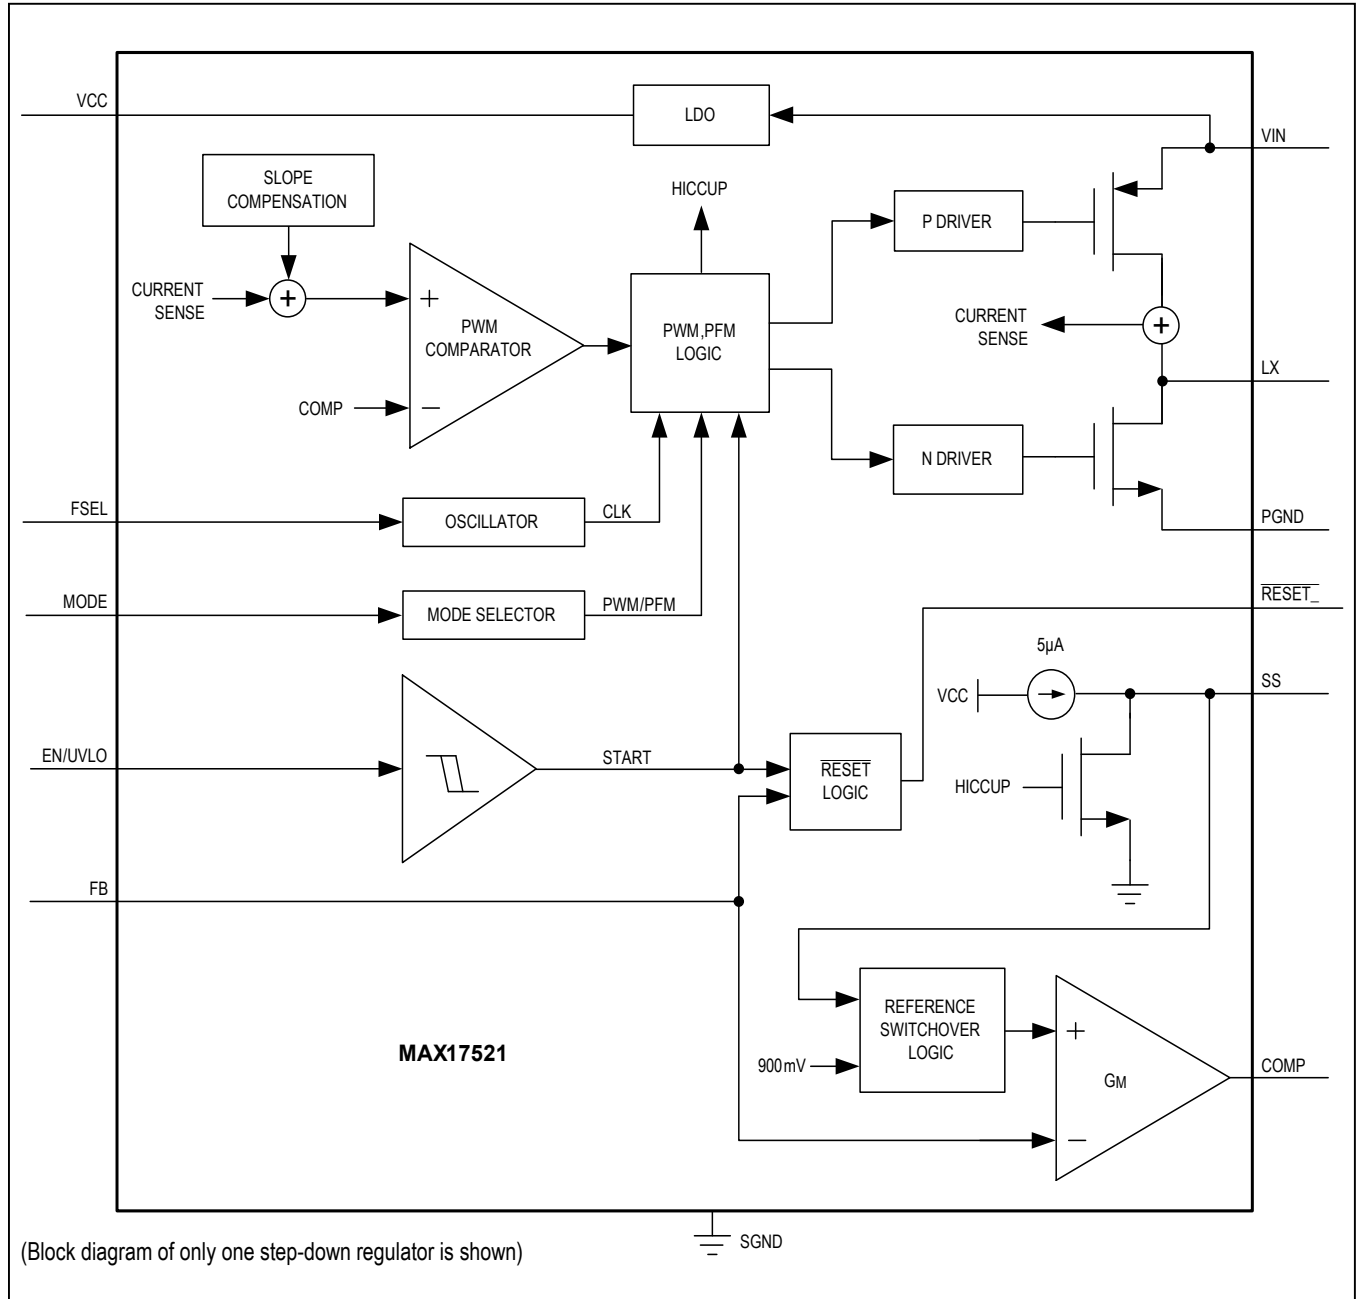 VCC
LDO
VIN
SLOPE
COMPENSATION
HICCUP
P DRIVER
CURRENT
SENSE
+
+
PWM
COMPARATOR
PWM,PFM
LOGIC
CURRENT
SENSE
+
LX
COMP
−
N DRIVER
FSEL
OSCILLATOR
CLK
PGND
MODE
MODE SELECTOR
PWM/PFM
RESET_
5µA
VCC
SS
EN/UVLO
START
RESET
LOGIC
HICCUP
FB
REFERENCE
SWITCHOVER
LOGIC
+
MAX17521
900mV
GM
COMP
−
SGND
(Block diagram of only one step-down regulator is shown)